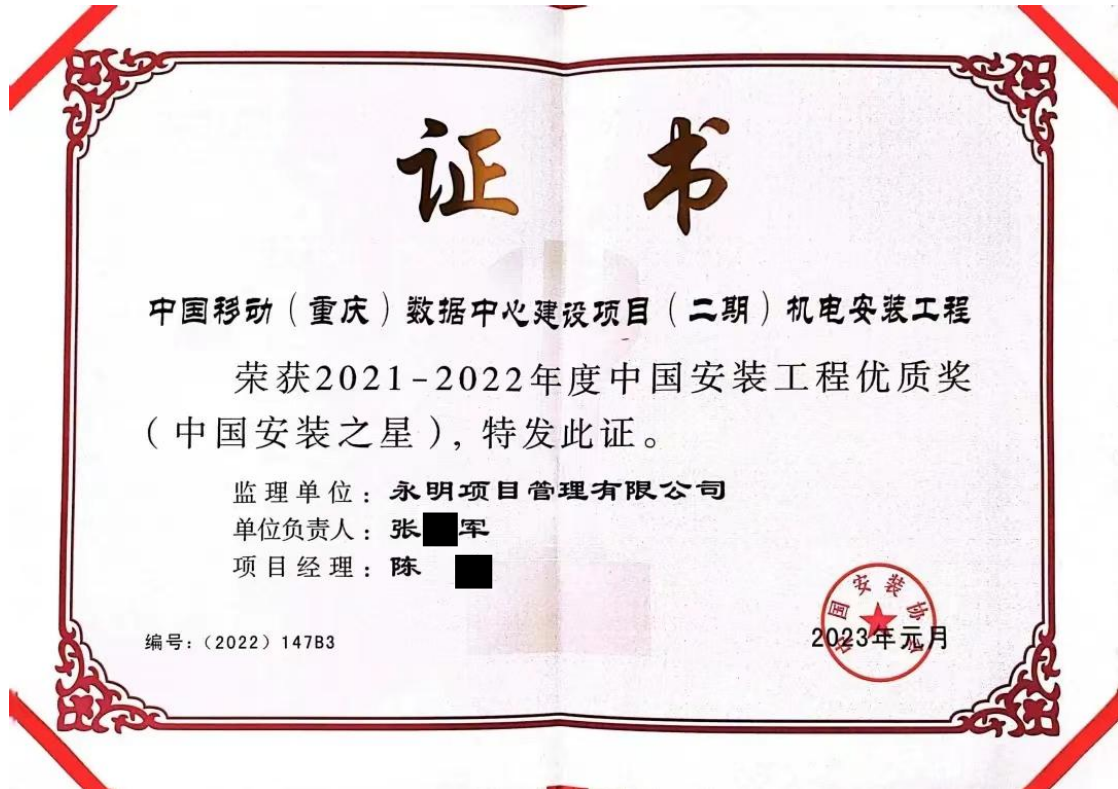 证 书
中国移动（重庆）数据中心建设项目（二期）机电安装工程
荣获2021-2022年度中国安装工程优质奖
（中国安装之星），特发此证。
监理单位：永明项目管理有限公司
单位负责人：张 军
项目经理：陈
编号：（2022）147B3
国安装协
2023年元月